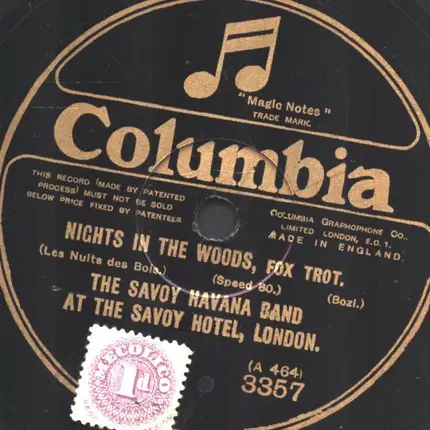 "Magic Notes"
TRADE MARK.
Columbia
THIS RECORD (MADE BY PATENTED
PROCESS) MUST NOT BE SOLD
BELOW PRICE FIXED BY PATENTEER
COLUMBIA GRAPHOPHONE CO.,
LIMITED LONDON, E.C. 1.
MADE IN ENGLAND.
NIGHTS IN THE WOODS, FOX TROT.
(Les Nuits des Bois.)
(Speed 80.)
(Bozi.)
THE SAVOY HAVANA BAND
AT THE SAVOY HOTEL, LONDON.
(A 464)
3357
MECOLICO
1d